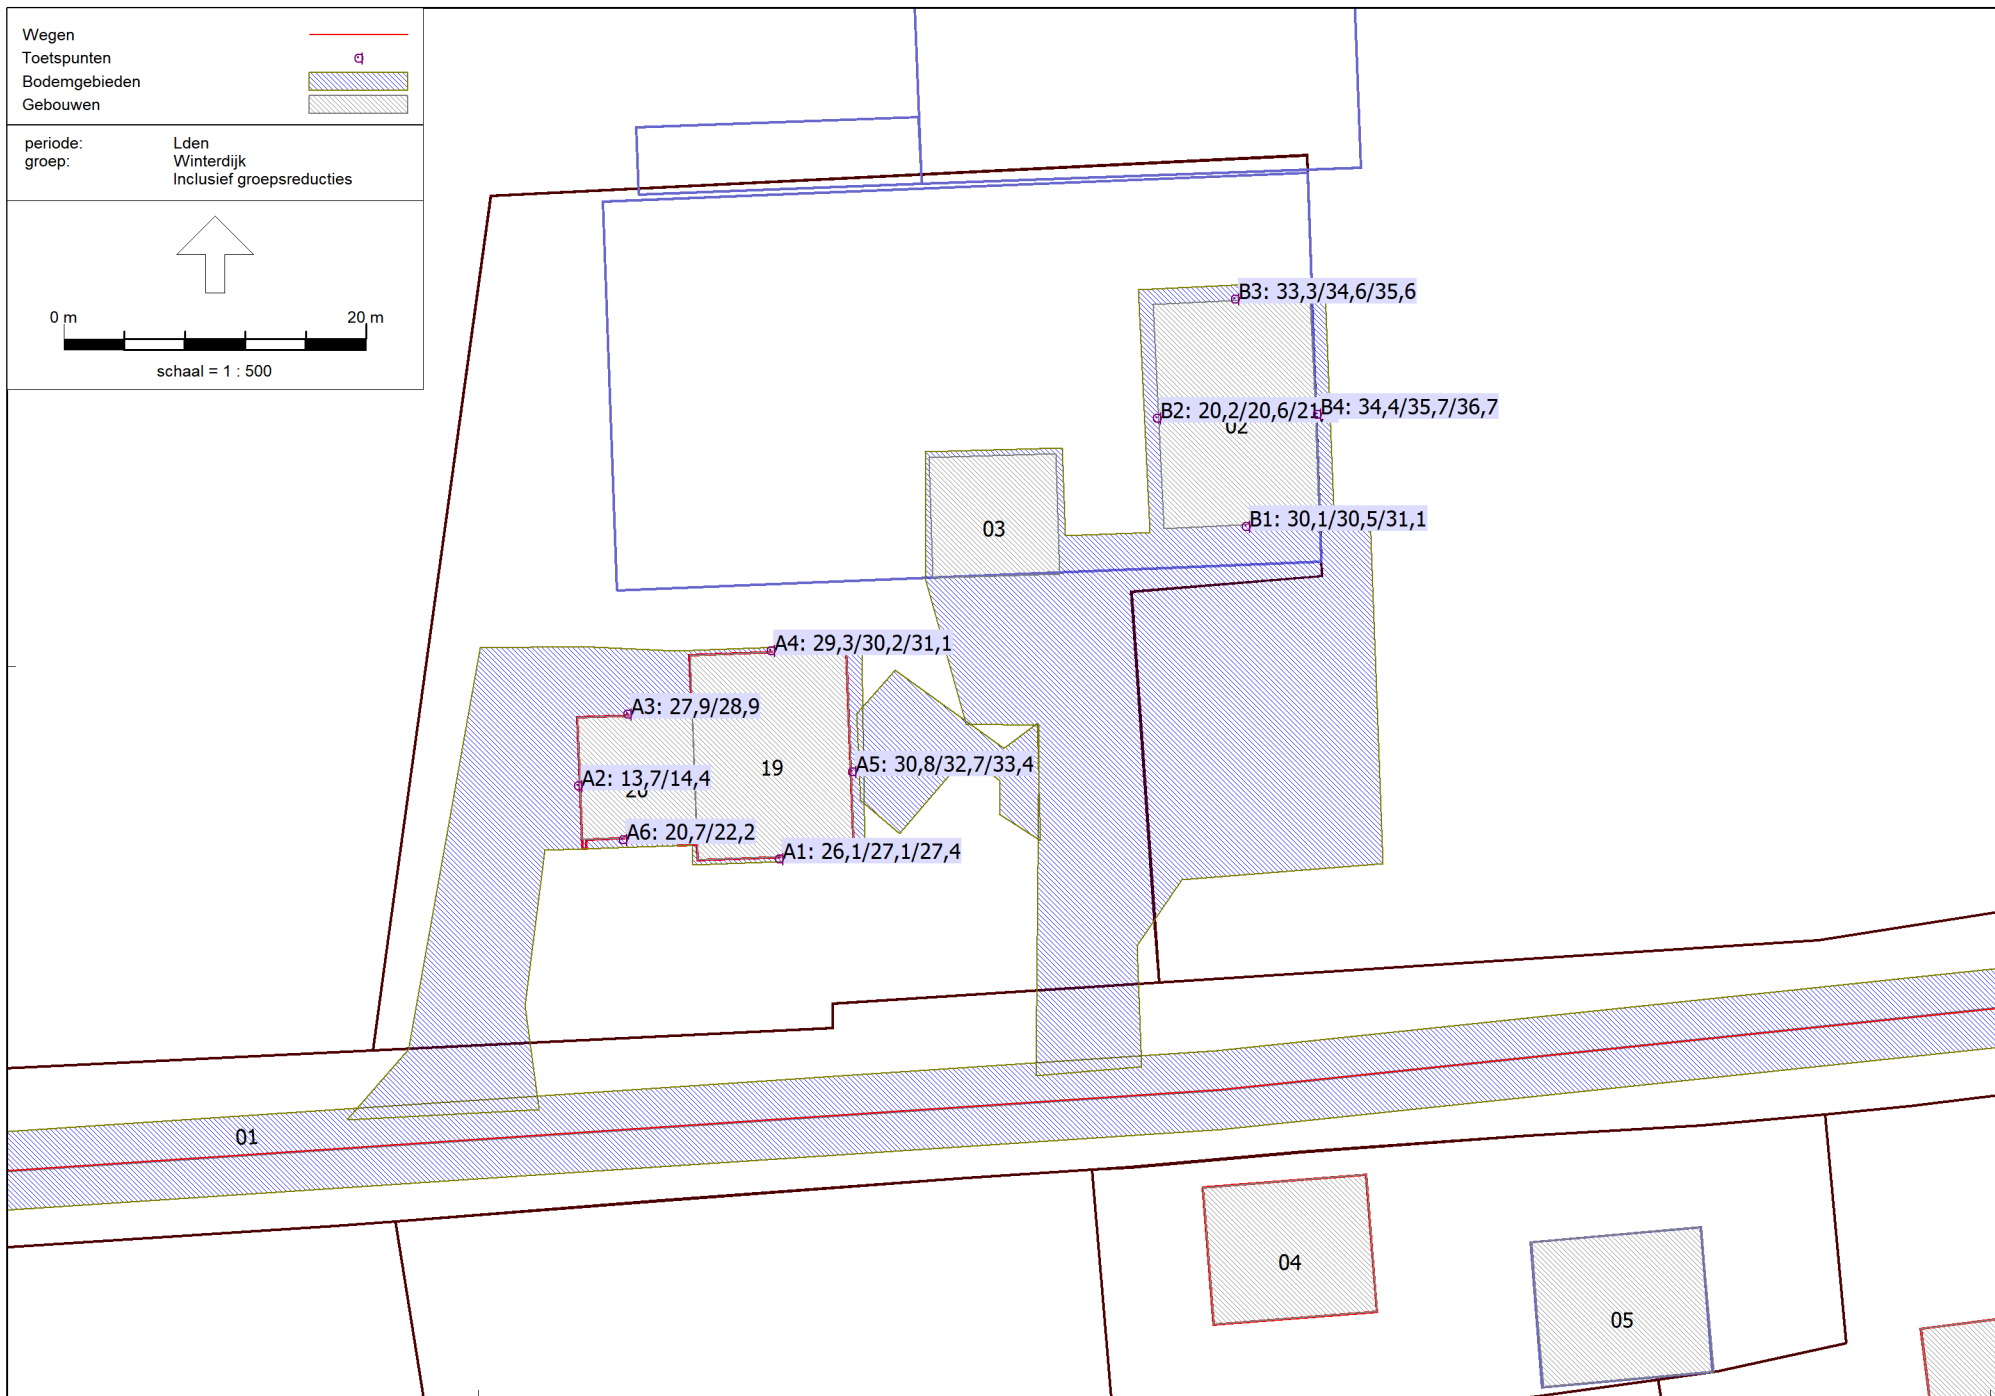 Wegen
Toetspunten
Bodemgebieden
Gebouwen
periode: Lden
groep: Winterdijk
Inclusief groepsreducties
0 m 20 m
schaal = 1 : 500
B3: 33,3/34,6/35,6
B2: 20,2/20,6/21
B4: 34,4/35,7/36,7
02
B1: 30,1/30,5/31,1
03
A4: 29,3/30,2/31,1
A3: 27,9/28,9
19
A5: 30,8/32,7/33,4
A2: 13,7/14,4
20
A6: 20,7/22,2
A1: 26,1/27,1/27,4
01
04
05